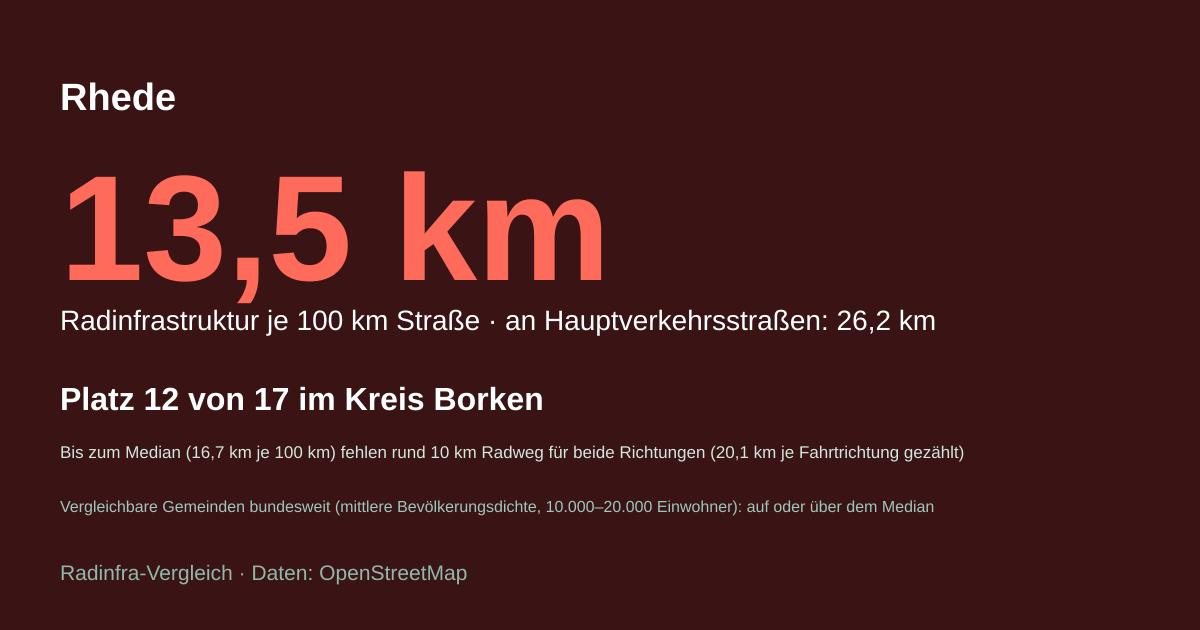 Rhede
13,5 km
Radinfrastruktur je 100 km Straße · an Hauptverkehrsstraßen: 26,2 km
Platz 12 von 17 im Kreis Borken
Bis zum Median (16,7 km je 100 km) fehlen rund 10 km Radweg für beide Richtungen (20,1 km je Fahrtrichtung gezählt)
Vergleichbare Gemeinden bundesweit (mittlere Bevölkerungsdichte, 10.000–20.000 Einwohner): auf oder über dem Median
Radinfra-Vergleich · Daten: OpenStreetMap